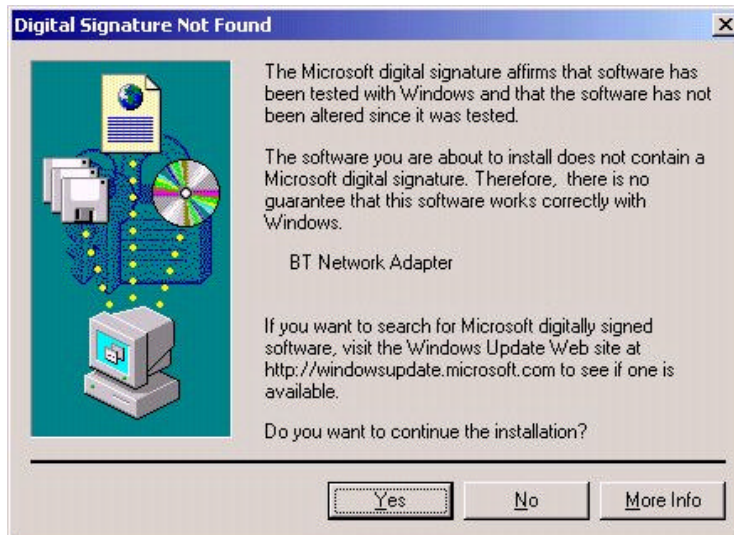 Digital Signature Not Found
The Microsoft digital signature affirms that software has
been tested with Windows and that the software has not
been altered since it was tested.
The software you are about to install does not contain a
Microsoft digital signature. Therefore, there is no
guarantee that this software works correctly with
Windows.
BT Network Adapter
If you want to search for Microsoft digitally signed
software, visit the Windows Update Web site at
http://windowsupdate.microsoft.com to see if one is
available.
Do you want to continue the installation?
Yes No More Info